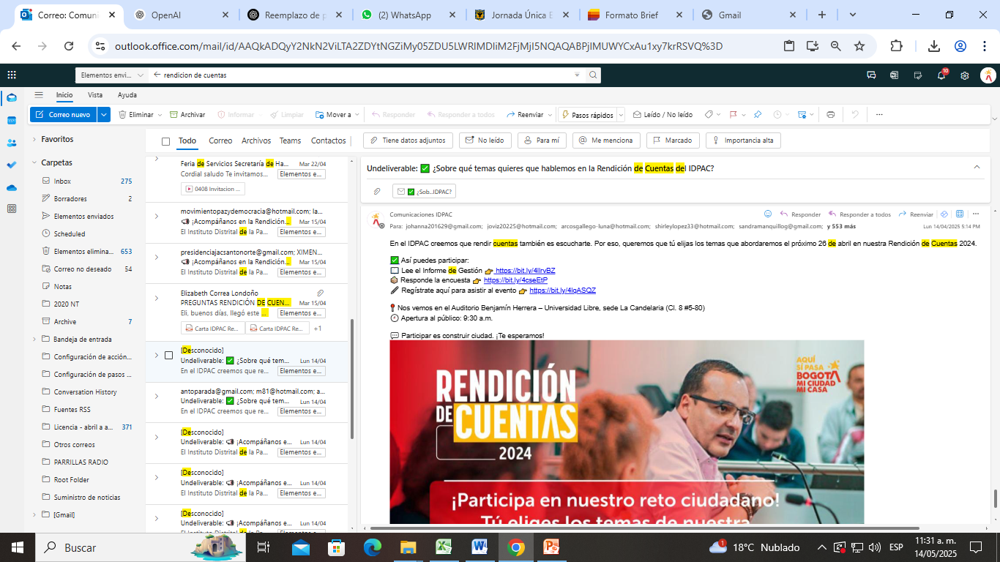 Correo: Comuni
OpenAI
Reemplazo de p
(2) WhatsApp
Jornada Única E
Formato Brief
Gmail
outlook.office.com/mail/id/AAQkADQyY2NkN2ViLTA2ZDYtNGZiMy05ZDU5LWRlMDliM2FjMjI5NQAQABPjIMUWYCxAu1xy7krRSVQ%3D
Elementos envi...
rendicion de cuentas
10
Inicio
Vista
Ayuda
Correo nuevo
Eliminar
Archivar
Informar
Limpiar
Mover a
Responder
Responder a todos
Reenviar
Pasos rápidos
Leído / No leído
Favoritos
Carpetas
Inbox 275
Borradores 2
Elementos enviados
Scheduled
Elementos elimina... 653
Correo no deseado 54
Notas
2020 NT
Archive 7
Bandeja de entrada
Configuración de acción...
Configuración de pasos ...
Conversation History
Fuentes RSS
Licencia - abril a a... 371
Otros correos
PARRILLAS RADIO
Root Folder
Suministro de noticias
[Gmail]
Todo
Correo
Archivos
Teams
Contactos
Tiene datos adjuntos
No leído
Para mí
Me menciona
Marcado
Importancia alta
Feria de Servicios Secretaría de Ha... Mar 22/04
Cordial saludo Te invitamos... Elementos e...
0408 Invitacion ...
movimientopazydemocracia@hotmail.com; la...
¡Acompáñanos en la Rendición... Mar 15/04
El Instituto Distrital de la Pa... Elementos e...
presidenciajacsantonorte@gmail.com; XIMEN...
¡Acompáñanos en la Rendición... Mar 15/04
El Instituto Distrital de la Pa... Elementos e...
Elizabeth Correa Londoño
PREGUNTAS RENDICIÓN DE CUEN... Mar 15/04
Eli, buenos días, llegó este ... Elementos e...
Carta IDPAC Re...
Carta IDPAC Re...
+1
[Desconocido]
Undeliverable: ✅ ¿Sobre qué tem... Lun 14/04
En el IDPAC creemos que re... Elementos e...
antoparada@gmail.com; m81@hotmail.com; a...
Undeliverable: ✅ ¿Sobre qué tem... Lun 14/04
En el IDPAC creemos que re... Elementos e...
[Desconocido]
Undeliverable: ¡Acompáñanos e... Lun 14/04
El Instituto Distrital de la Pa... Elementos e...
[Desconocido]
Undeliverable: ¡Acompáñanos e... Lun 14/04
El Instituto Distrital de la Pa... Elementos e...
[Desconocido]
Undeliverable: ¡Acompáñanos e... Lun 14/04
El Instituto Distrital de la Pa... Elementos e...
Undeliverable: ✅ ¿Sobre qué temas quieres que hablemos en la Rendición de Cuentas del IDPAC?
✅ ¿Sob...IDPAC?
Comunicaciones IDPAC
Responder
Responder a todos
Reenviar
Para: johanna201629@gmail.com; joviz20225@hotmail.com; arcosgallego-luna@hotmail.com; shirleylopez33@hotmail.com; sandramanquillog@gmail.com; y 553 más
Lun 14/04/2025 5:14 PM
En el IDPAC creemos que rendir cuentas también es escucharte. Por eso, queremos que tú elijas los temas que abordaremos el próximo 26 de abril en nuestra Rendición de Cuentas 2024.
✅ Así puedes participar:
📖 Lee el Informe de Gestión 👉 https://bit.ly/4llrvBZ
🗳 Responde la encuesta 👉 https://bit.ly/4cseEtP
🖊 Regístrate aquí para asistir al evento 👉 https://bit.ly/4lqASQZ
📍 Nos vemos en el Auditorio Benjamín Herrera – Universidad Libre, sede La Candelaria (Cl. 8 #5-80)
🕘 Apertura al público: 9:30 a.m.
💬 Participar es construir ciudad. ¡Te esperamos!
RENDICIÓN
DE CUENTAS
2024
AQUÍ
SÍ PASA
BOGOTÁ
MI CIUDAD
MI CASA
¡Participa en nuestro reto ciudadano!
Tú eliges los temas de nuestra
Buscar
1
18°C Nublado
ESP
11:31 a. m.
14/05/2025